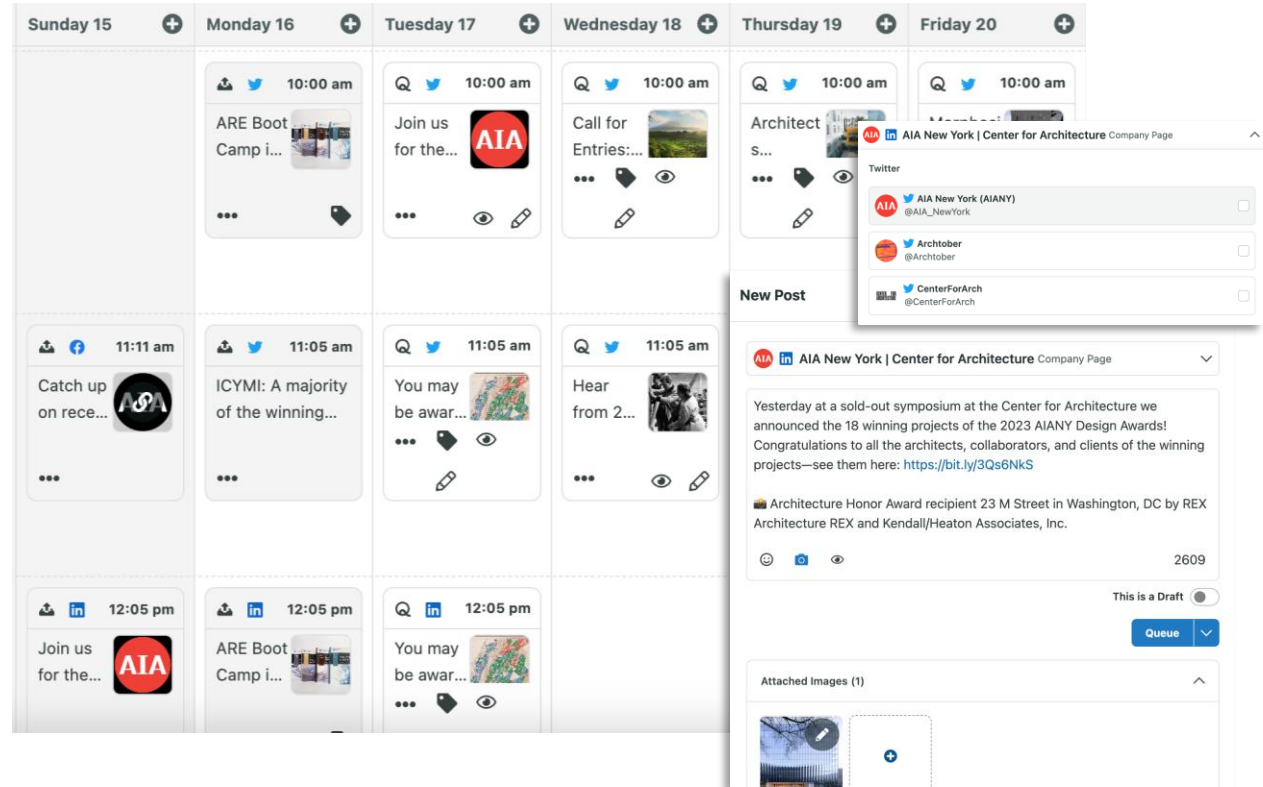 Sunday 15
Monday 16
Tuesday 17
Wednesday 18
Thursday 19
Friday 20
10:00 am
10:00 am
10:00 am
10:00 am
10:00 am
ARE Boot
Camp i...
Join us
for the...
AIA
Call for
Entries:...
Architect
s...
AIA
in
AIA New York | Center for Architecture Company Page
Twitter
AIA
AIA New York (AIANY)
@AIA_NewYork
Archtober
@Archtober
CenterForArch
@CenterForArch
11:11 am
11:05 am
11:05 am
11:05 am
Catch up
on rece...
ICYMI: A majority
of the winning...
You may
be awar...
Hear
from 2...
12:05 pm
12:05 pm
12:05 pm
in
in
in
Join us
for the...
AIA
ARE Boot
Camp i...
You may
be awar...
New Post
AIA
in
AIA New York | Center for Architecture Company Page
Yesterday at a sold-out symposium at the Center for Architecture we
announced the 18 winning projects of the 2023 AIANY Design Awards!
Congratulations to all the architects, collaborators, and clients of the winning
projects—see them here: https://bit.ly/3Qs6NkS
📸 Architecture Honor Award recipient 23 M Street in Washington, DC by REX
Architecture REX and Kendall/Heaton Associates, Inc.
2609
This is a Draft
Queue
Attached Images (1)